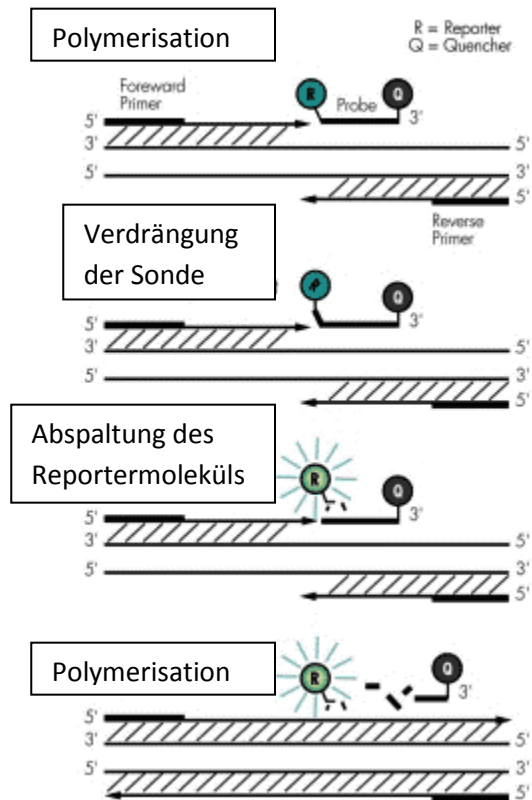 Polymerisation
R = Reporter
Q = Quencher
Foreward
Primer
R
Probe
Q
3'
5'
3'
5'
5'
3'
5'
Reverse
Primer
Verdrängung
der Sonde
R
Q
3'
5'
3'
5'
5'
3'
5'
Abspaltung des
Reportermoleküls
R
Q
3'
5'
3'
5'
5'
3'
5'
Polymerisation
R
Q
3'
5'
3'
5'
5'
3'
5'